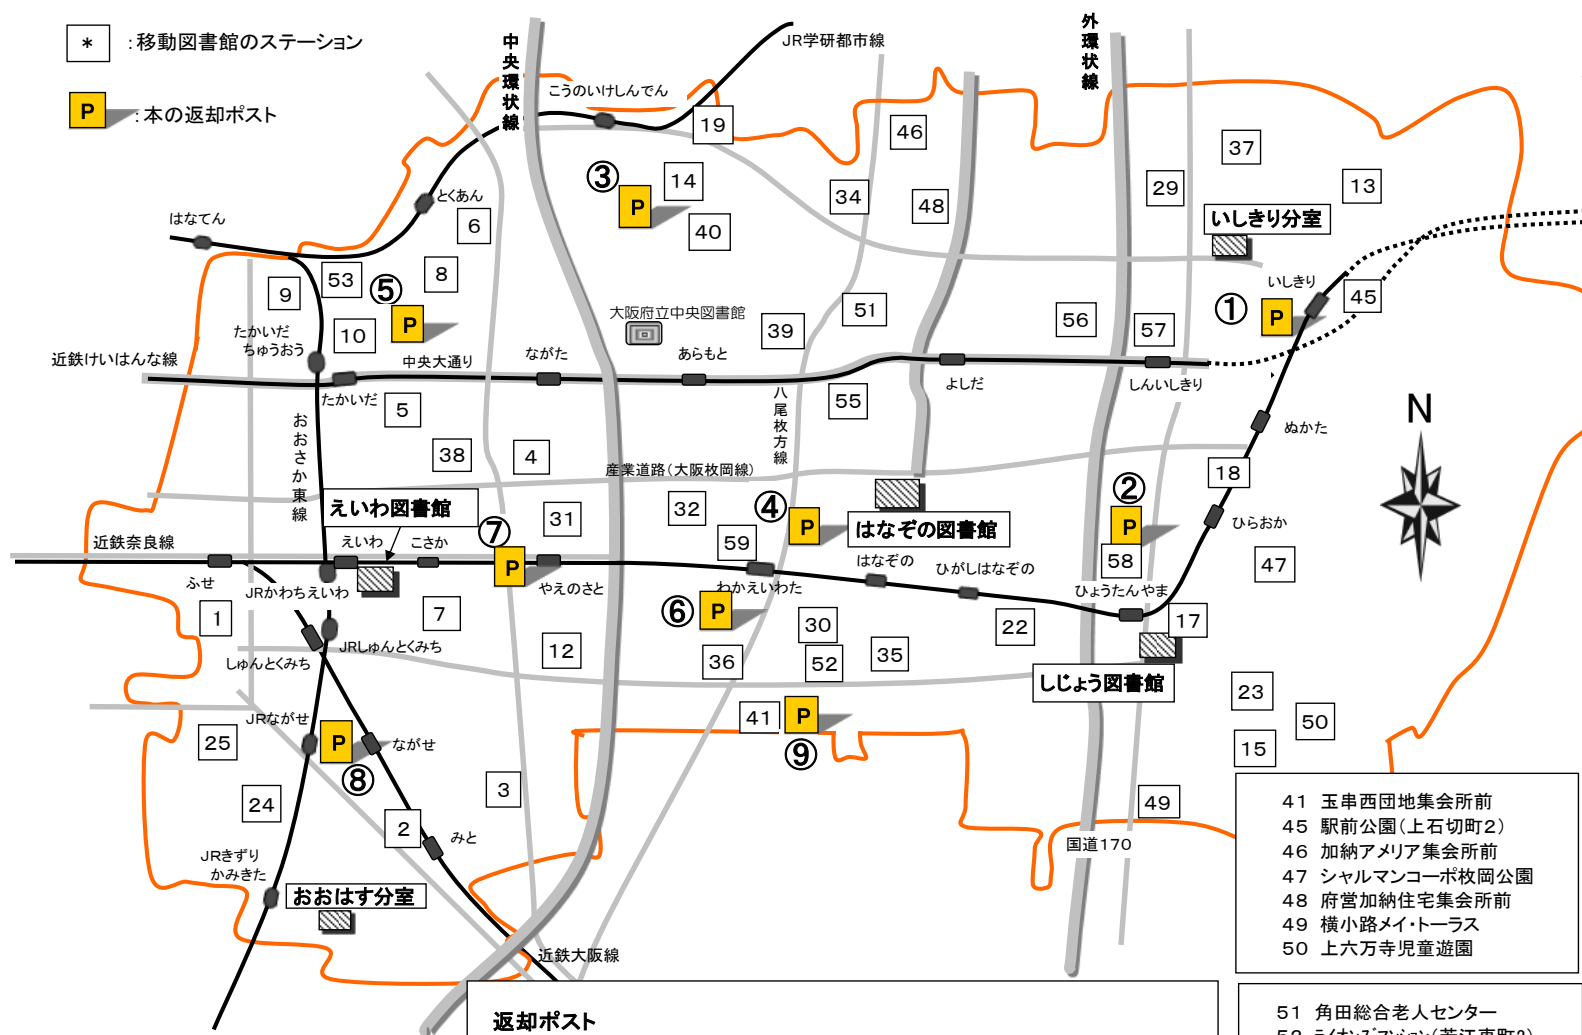 * ：移動図書館のステーション
P ：本の返却ポスト
中央環状線
外環状線
JR学研都市線
こうのいけしんでん
19
46
37
③
P
14
34
48
29
13
とくあん
はなてん
6
40
いしきり分室
53
8
9
⑤
P
10
たかいだ
ちゅうおう
大阪府立中央図書館
39
51
56
57
①
P
いしきり
45
近鉄けいはんな線
中央大通り
ながた
あらもと
よしだ
しんいしきり
たかいだ
5
55
八尾枚方線
ぬかた
N
おおさか東線
38
4
産業道路（大阪枚岡線）
18
えいわ図書館
31
32
④
P
はなぞの図書館
②
P
ひらおか
近鉄奈良線
えいわ
こさか
⑦
P
59
58
47
ふせ
JRかわちえいわ
やえのさと
わかえいわた
はなぞの
ひがしはなぞの
ひょうたんやま
1
7
⑥
P
30
22
17
しゅんとくみち
JRしゅんとくみち
12
36
52
35
しじょう図書館
23
50
15
JRながせ
25
P
⑧
ながせ
41
P
⑨
24
2
3
みと
49
国道170
JRきずり
かみきた
おおはす分室
近鉄大阪線
41 玉串西団地集会所前
45 駅前公園（上石切町2）
46 加納アメリア集会所前
47 シャルマンコーポ枚岡公園
48 府営加納住宅集会所前
49 横小路メイ・トーラス
50 上六万寺児童遊園
返却ポスト
51 角田総合老人センター
52 ライオンズマンション（若江東町3）